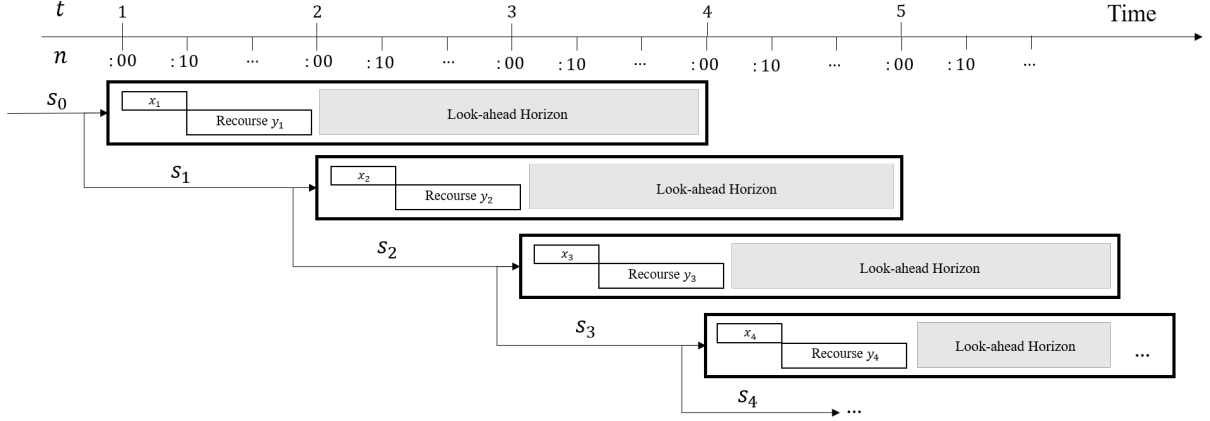 t 1 2 3 4 5 Time
n :00 :10 ... :00 :10 ... :00 :10 ... :00 :10 ... :00 :10 ...
s₀ x₁ Look-ahead Horizon
Recourse y₁
s₁ x₂ Look-ahead Horizon
Recourse y₂
s₂ x₃ Look-ahead Horizon
Recourse y₃
s₃ x₄ Look-ahead Horizon ...
Recourse y₄
s₄ ...